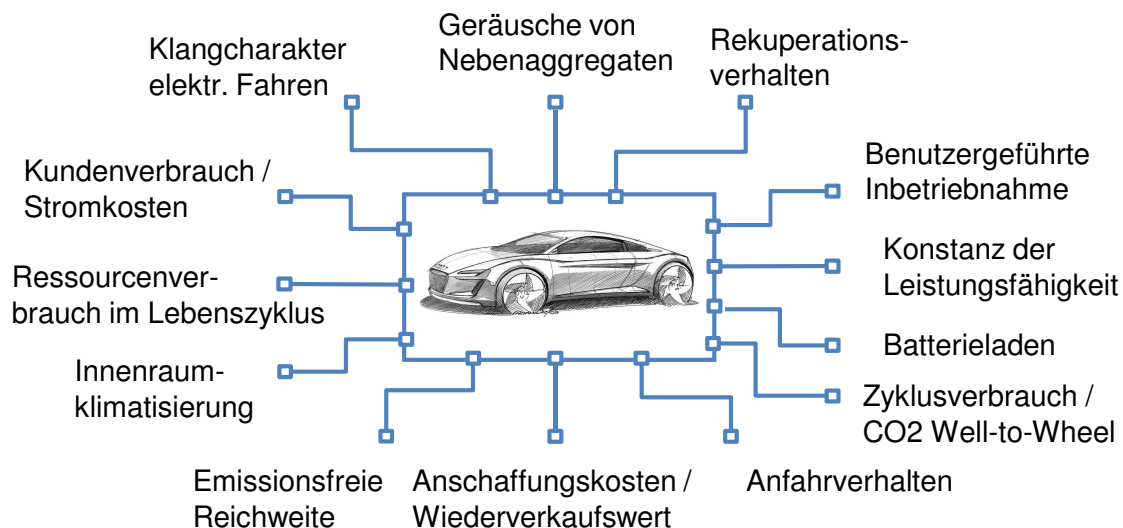 Klangcharakter
elektr. Fahren
Geräusche von
Nebenaggregaten
Rekuperations-
verhalten
Kundenverbrauch /
Stromkosten
Benutzergeführte
Inbetriebnahme
Ressourcenver-
brauch im Lebenszyklus
Konstanz der
Leistungsfähigkeit
Innenraum-
klimatisierung
Batterieladen
Zyklusverbrauch /
CO2 Well-to-Wheel
Emissionsfreie
Reichweite
Anschaffungskosten /
Wiederverkaufswert
Anfahrverhalten